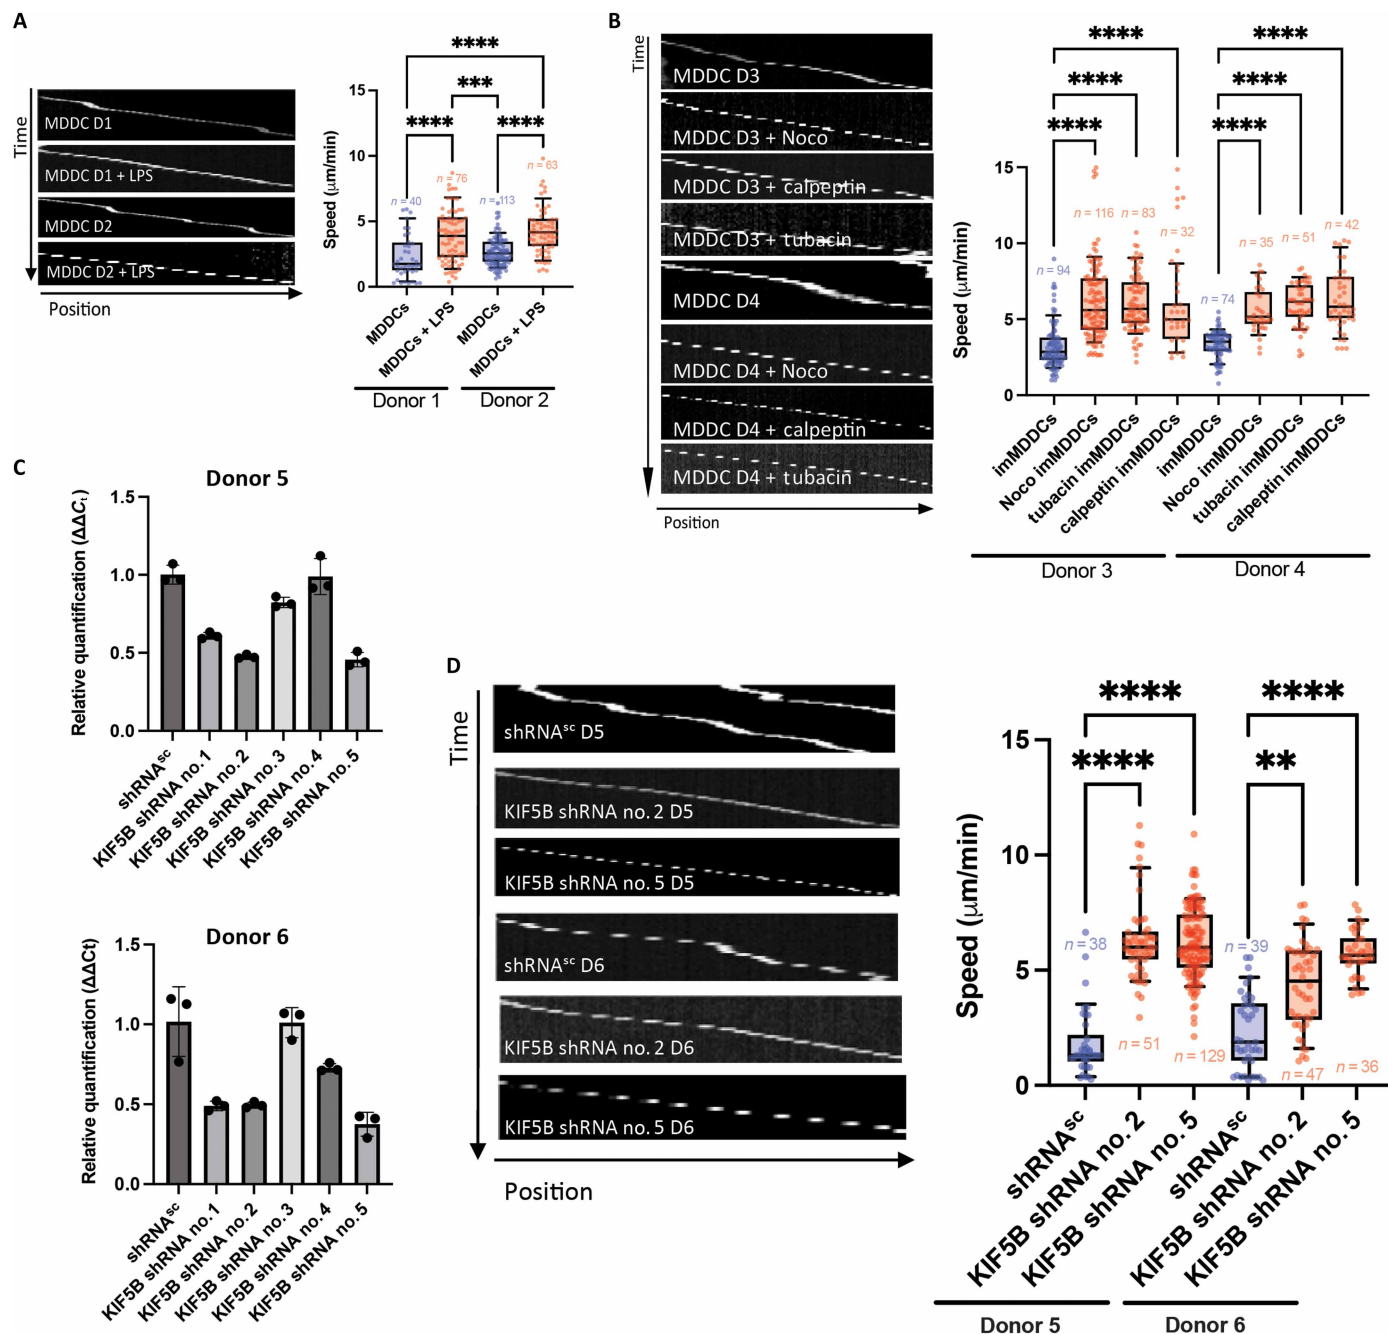 A
Time
MDDC D1
MDDC D1 + LPS
MDDC D2
MDDC D2 + LPS
Position
****
***
****
****
Speed (μm/min)
15
10
5
0
n = 40
n = 76
n = 113
n = 63
MDDCs
MDDCs + LPS
MDDCs
MDDCs + LPS
Donor 1
Donor 2
B
Time
MDDC D3
MDDC D3 + Noco
MDDC D3 + calpeptin
MDDC D3 + tubacin
MDDC D4
MDDC D4 + Noco
MDDC D4 + calpeptin
MDDC D4 + tubacin
Position
****
****
****
****
****
****
Speed (μm/min)
15
10
5
0
n = 94
n = 116
n = 83
n = 32
n = 74
n = 35
n = 51
n = 42
imMDDCs
Noco imMDDCs
tubacin imMDDCs
calpeptin imMDDCs
imMDDCs
Noco imMDDCs
tubacin imMDDCs
calpeptin imMDDCs
Donor 3
Donor 4
C
Donor 5
Relative quantification (ΔΔCt)
1.5
1.0
0.5
0.0
shRNAsc
KIF5B shRNA no. 1
KIF5B shRNA no. 2
KIF5B shRNA no. 3
KIF5B shRNA no. 4
KIF5B shRNA no. 5
Donor 6
Relative quantification (ΔΔCt)
1.5
1.0
0.5
0.0
shRNAsc
KIF5B shRNA no. 1
KIF5B shRNA no. 2
KIF5B shRNA no. 3
KIF5B shRNA no. 4
KIF5B shRNA no. 5
D
Time
shRNAsc D5
KIF5B shRNA no. 2 D5
KIF5B shRNA no. 5 D5
shRNAsc D6
KIF5B shRNA no. 2 D6
KIF5B shRNA no. 5 D6
Position
****
****
****
**
Speed (μm/min)
15
10
5
0
n = 38
n = 51
n = 129
n = 39
n = 47
n = 36
shRNAsc
KIF5B shRNA no. 2
KIF5B shRNA no. 5
shRNAsc
KIF5B shRNA no. 2
KIF5B shRNA no. 5
Donor 5
Donor 6